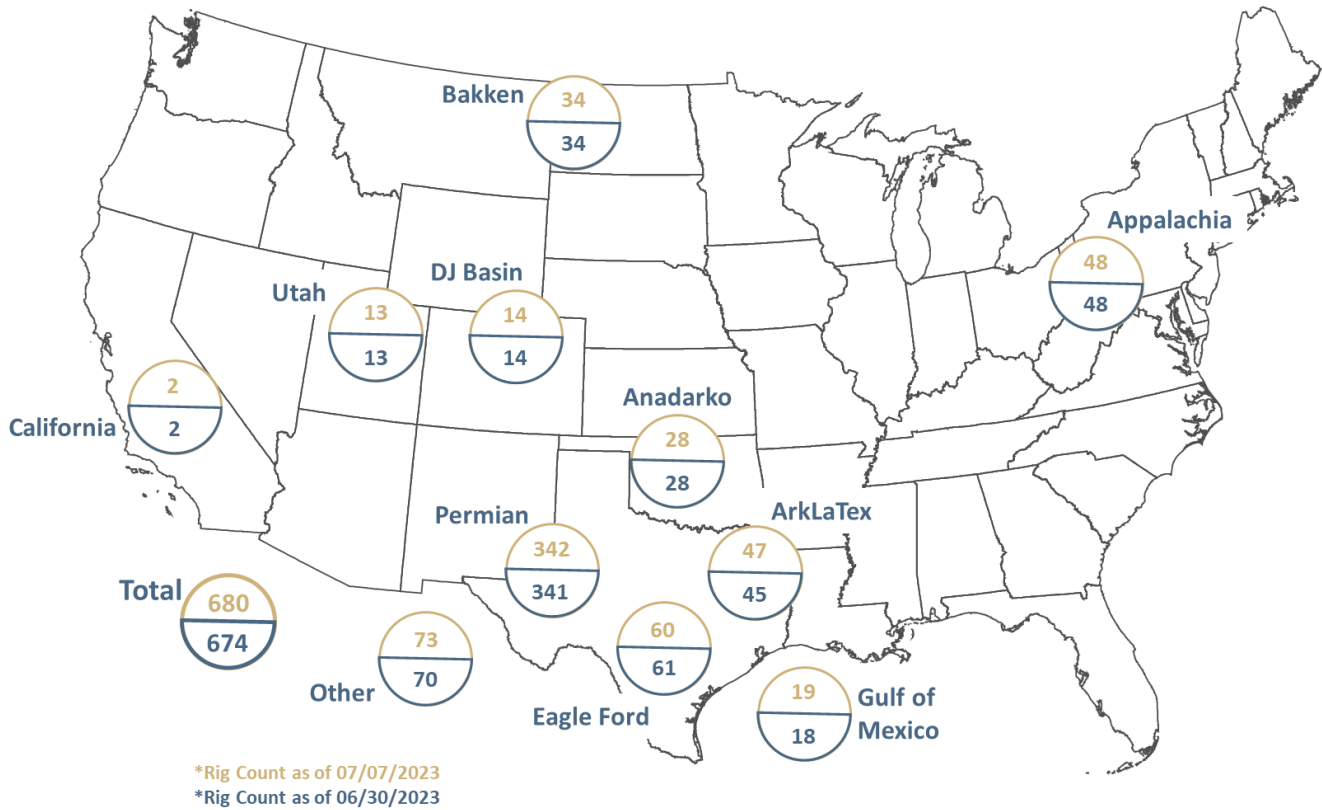 Bakken
34
34
Appalachia
48
48
DJ Basin
14
14
Utah
13
13
California
2
2
Anadarko
28
28
Permian
342
341
ArkLaTex
47
45
Total
680
674
Other
73
70
Eagle Ford
60
61
Gulf of
Mexico
19
18
*Rig Count as of 07/07/2023
*Rig Count as of 06/30/2023